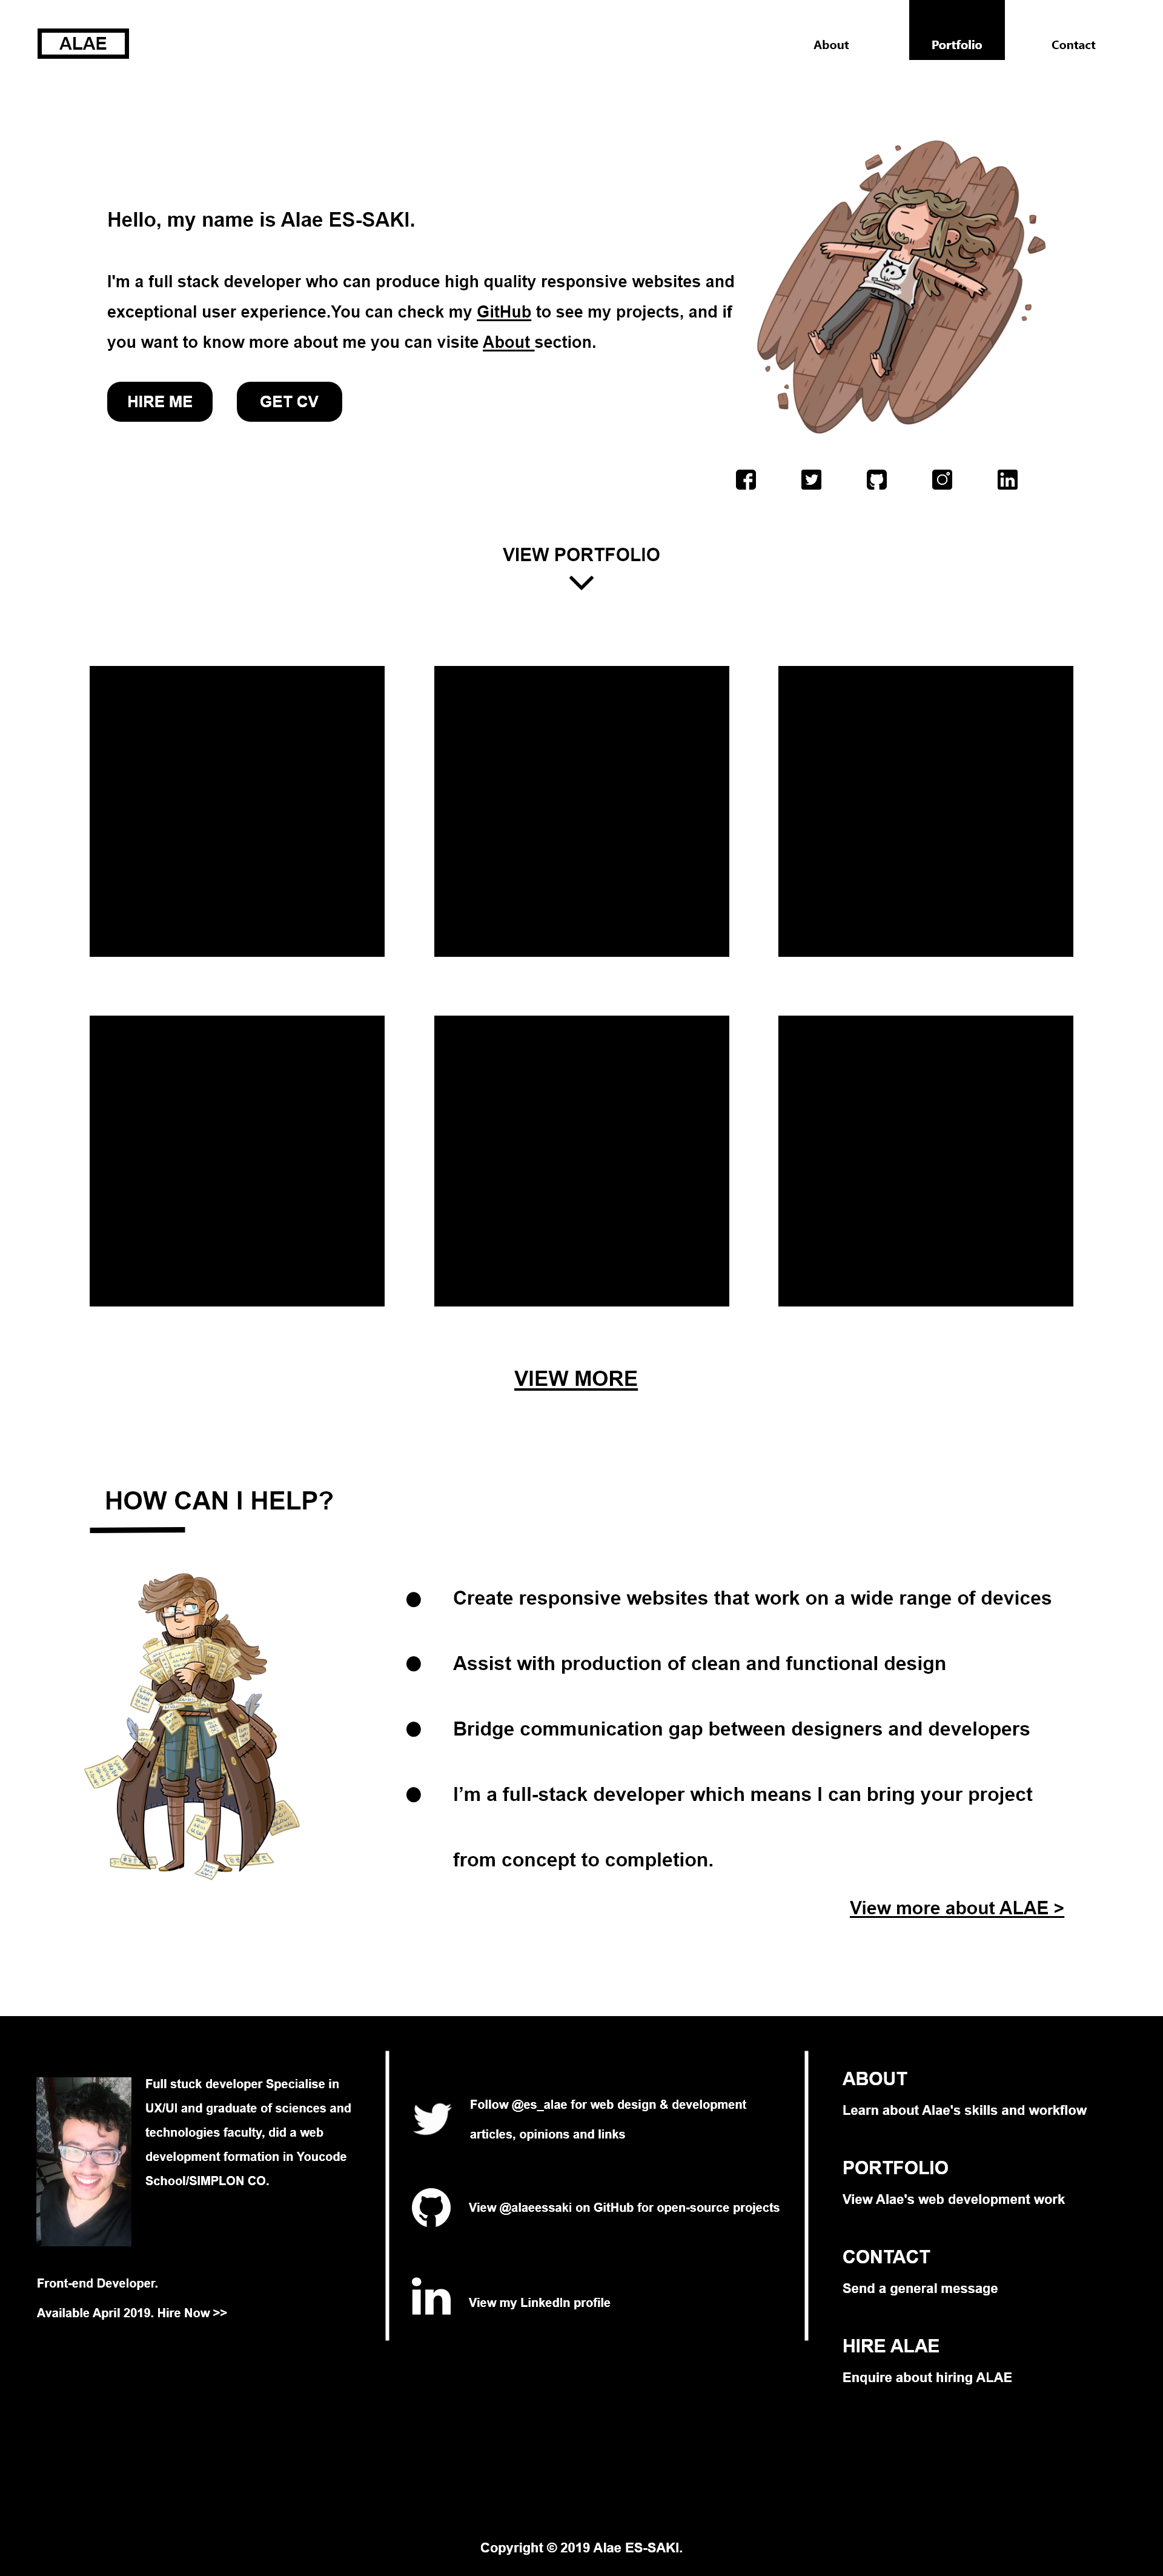 ALAE
About
Portfolio
Contact
Hello, my name is Alae ES-SAKI.
I'm a full stack developer who can produce high quality responsive websites and
exceptional user experience.You can check my GitHub to see my projects, and if
you want to know more about me you can visite About section.
HIRE ME
GET CV
VIEW PORTFOLIO
VIEW MORE
HOW CAN I HELP?
Create responsive websites that work on a wide range of devices
Assist with production of clean and functional design
Bridge communication gap between designers and developers
I’m a full-stack developer which means I can bring your project
from concept to completion.
View more about ALAE >
Full stuck developer Specialise in
UX/UI and graduate of sciences and
technologies faculty, did a web
development formation in Youcode
School/SIMPLON CO.
Front-end Developer.
Available April 2019. Hire Now >>
Follow @es_alae for web design & development
articles, opinions and links
View @alaeessaki on GitHub for open-source projects
View my LinkedIn profile
ABOUT
Learn about Alae's skills and workflow
PORTFOLIO
View Alae's web development work
CONTACT
Send a general message
HIRE ALAE
Enquire about hiring ALAE
Copyright © 2019 Alae ES-SAKI.